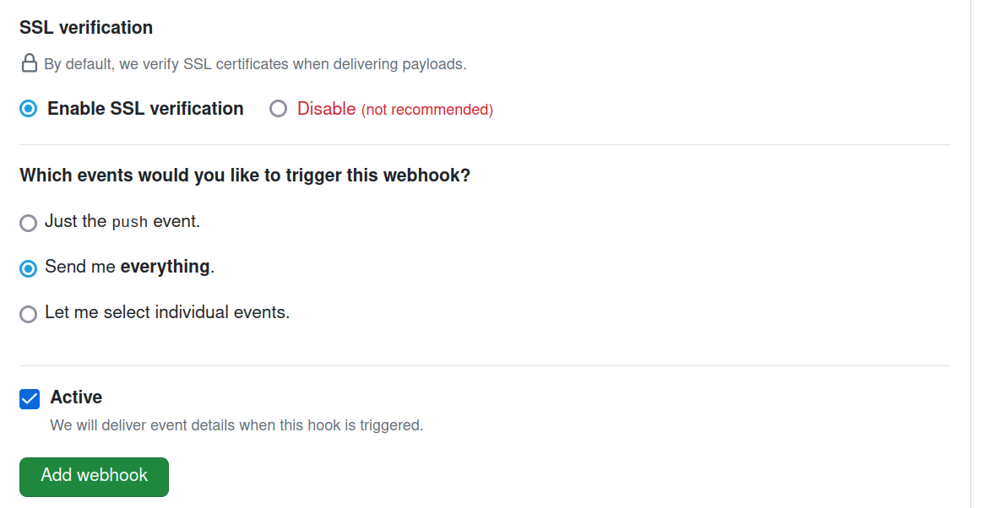 SSL verification
By default, we verify SSL certificates when delivering payloads.
Enable SSL verification Disable (not recommended)
Which events would you like to trigger this webhook?
Just the push event.
Send me everything.
Let me select individual events.
Active
We will deliver event details when this hook is triggered.
Add webhook